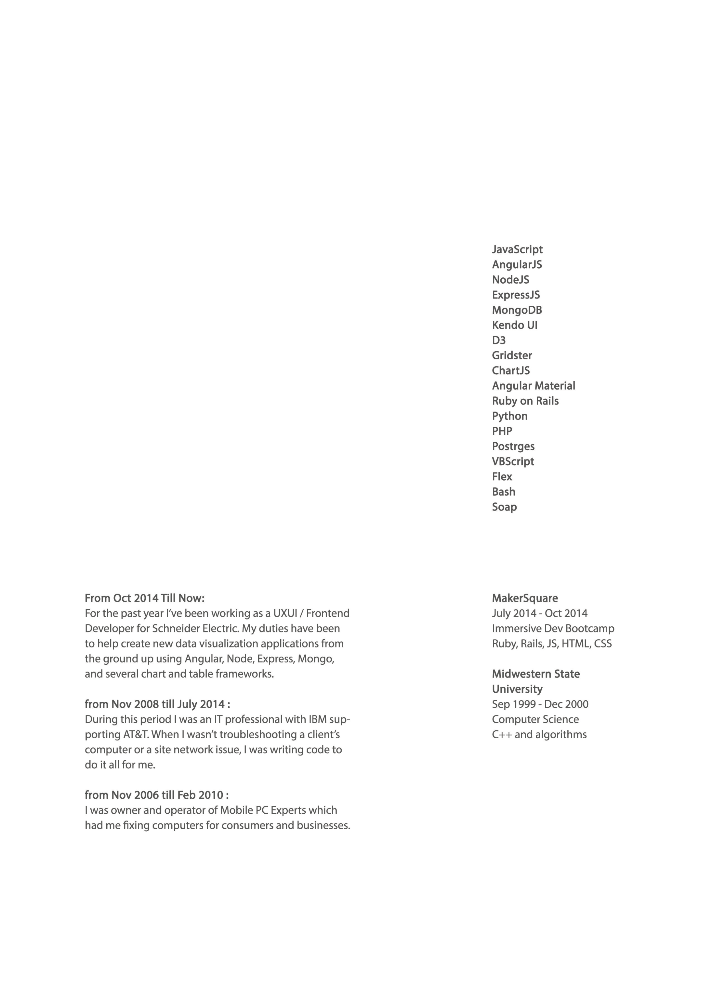 JavaScript
AngularJS
NodeJS
ExpressJS
MongoDB
Kendo UI
D3
Gridster
ChartJS
Angular Material
Ruby on Rails
Python
PHP
Postrges
VBScript
Flex
Bash
Soap
From Oct 2014 Till Now:
For the past year I’ve been working as a UXUI / Frontend
Developer for Schneider Electric. My duties have been
to help create new data visualization applications from
the ground up using Angular, Node, Express, Mongo,
and several chart and table frameworks.
from Nov 2008 till July 2014 :
During this period I was an IT professional with IBM sup-
porting AT&T. When I wasn’t troubleshooting a client’s
computer or a site network issue, I was writing code to
do it all for me.
from Nov 2006 till Feb 2010 :
I was owner and operator of Mobile PC Experts which
had me fixing computers for consumers and businesses.
MakerSquare
July 2014 - Oct 2014
Immersive Dev Bootcamp
Ruby, Rails, JS, HTML, CSS
Midwestern State
University
Sep 1999 - Dec 2000
Computer Science
C++ and algorithms